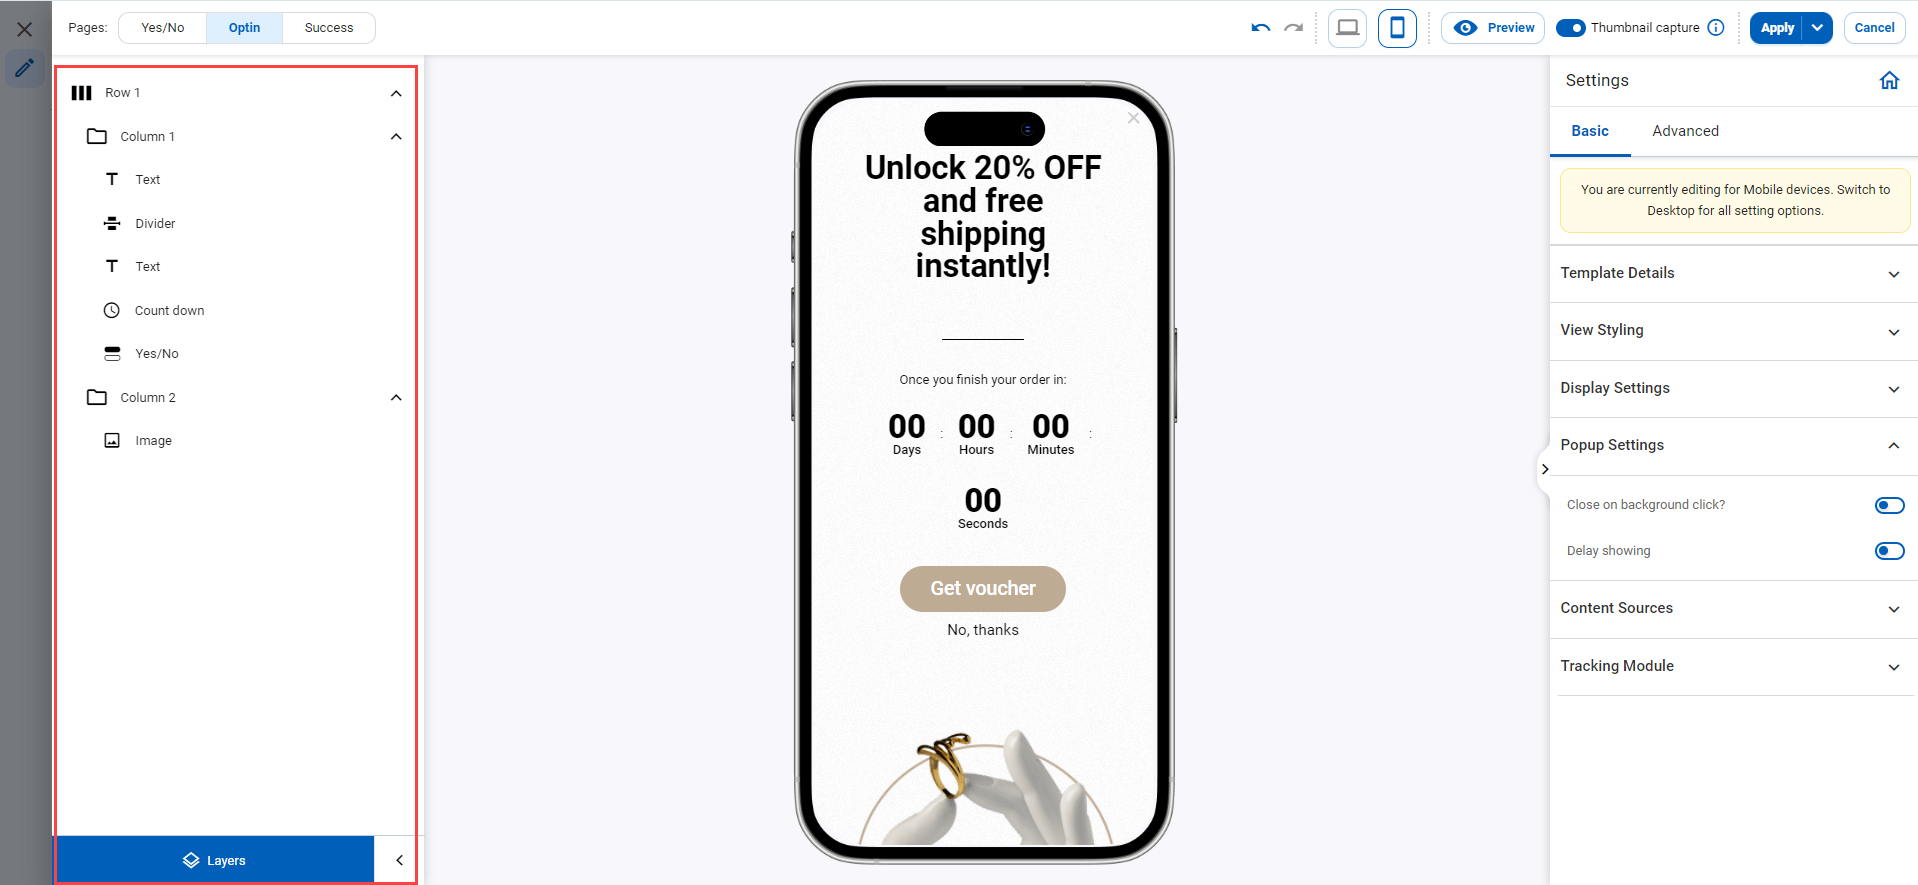 Pages:
Yes/No
Optin
Success
Preview
Thumbnail capture
Apply
Cancel
Row 1
Column 1
Text
Divider
Text
Count down
Yes/No
Column 2
Image
Layers
Unlock 20% OFF
and free
shipping
instantly!
Once you finish your order in:
00 : 00 : 00 :
Days Hours Minutes
00
Seconds
Get voucher
No, thanks
Settings
Basic
Advanced
You are currently editing for Mobile devices. Switch to
Desktop for all setting options.
Template Details
View Styling
Display Settings
Popup Settings
Close on background click?
Delay showing
Content Sources
Tracking Module